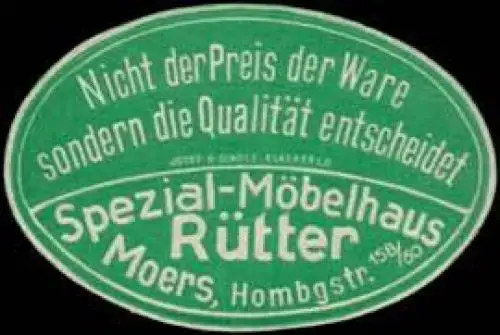 Nicht der Preis der Ware
sondern die Qualität entscheidet
Spezial-Möbelhaus
Rütter
Moers, Hombgstr. 158/60